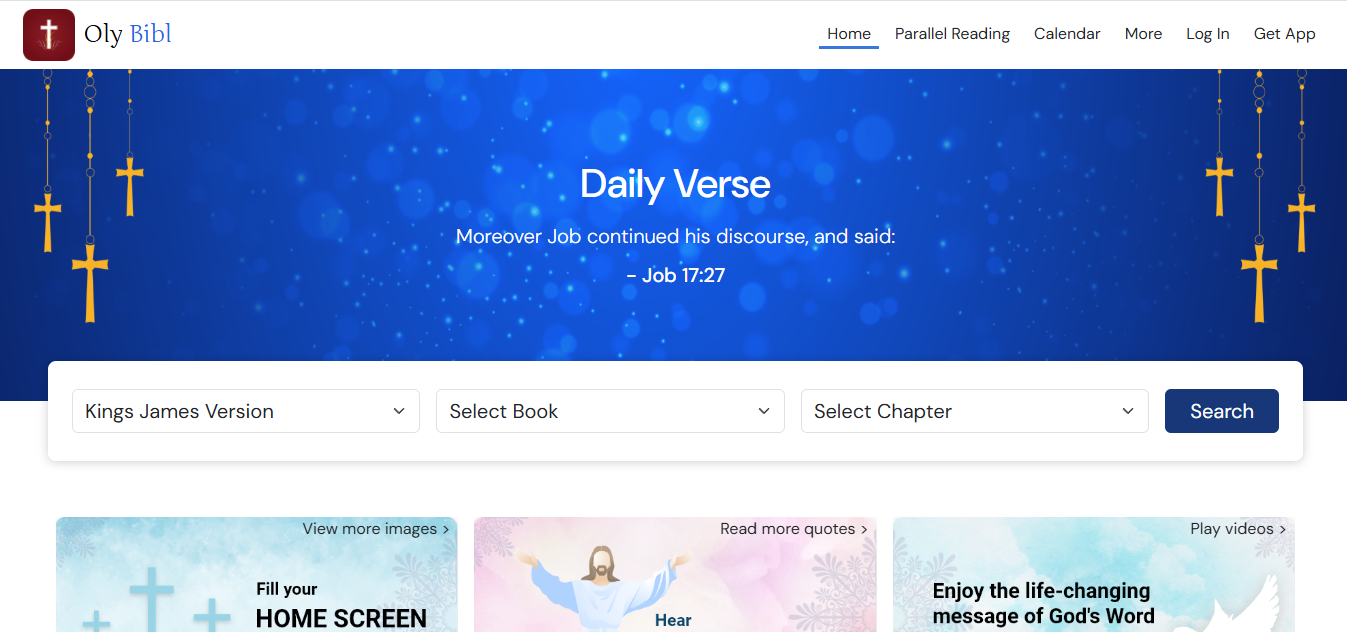 Oly Bibl
Home Parallel Reading Calendar More Log In Get App
Daily Verse
Moreover Job continued his discourse, and said:
- Job 17:27
Kings James Version
Select Book
Select Chapter
Search
View more images >
Fill your
HOME SCREEN
Read more quotes >
Hear
Play videos >
Enjoy the life-changing
message of God's Word